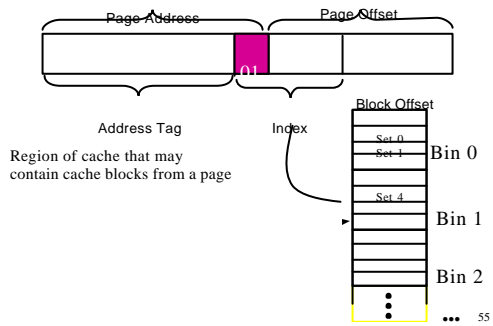 Page Address
Page Offset
01
Address Tag
Index
Block Offset
Region of cache that may
contain cache blocks from a page
Set 0
Set 1
Bin 0
Set 4
Bin 1
Bin 2
55